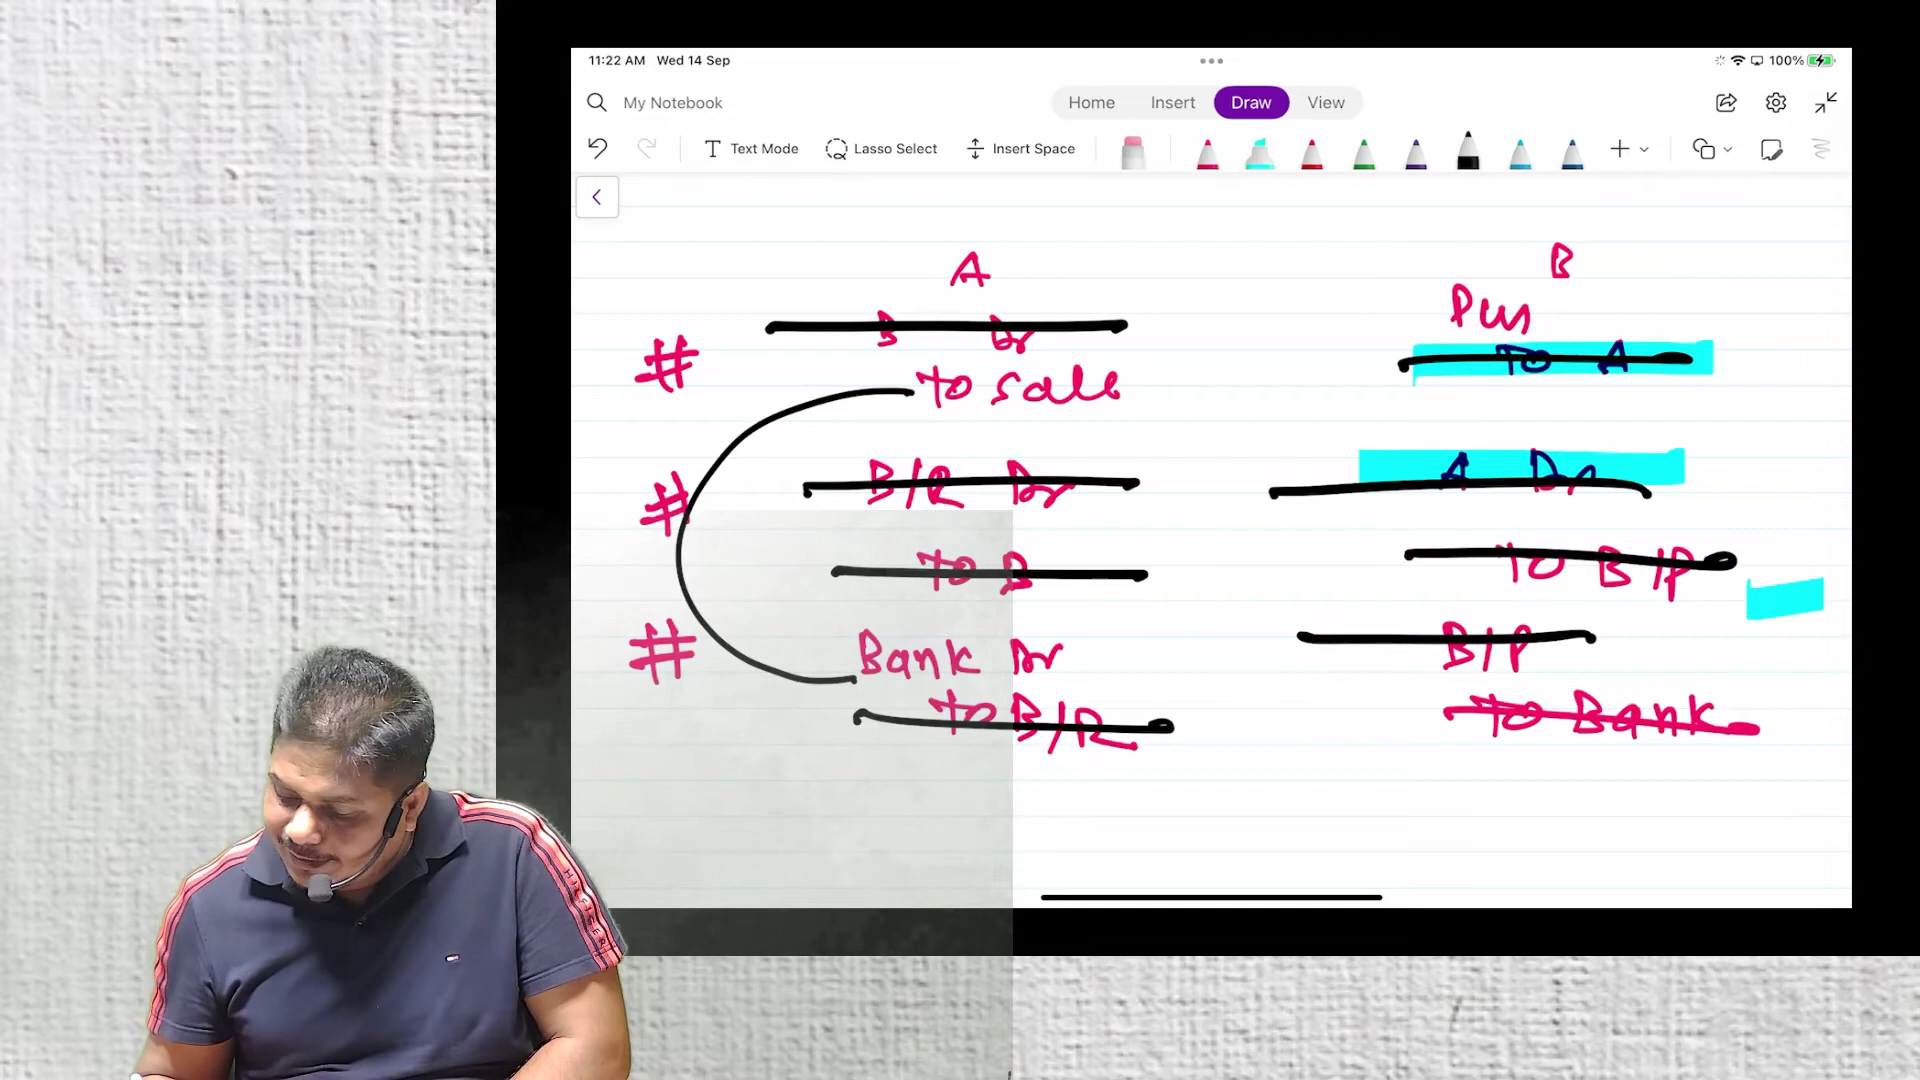 11:22 AM Wed 14 Sep
100%
My Notebook
Home Insert Draw View
Text Mode Lasso Select Insert Space
A
B Dr
# to sale
# B/R Dr
to B
# Bank Dr
to B/R
B
Pur
To A
A Dr
To B/P
B/P
To Bank